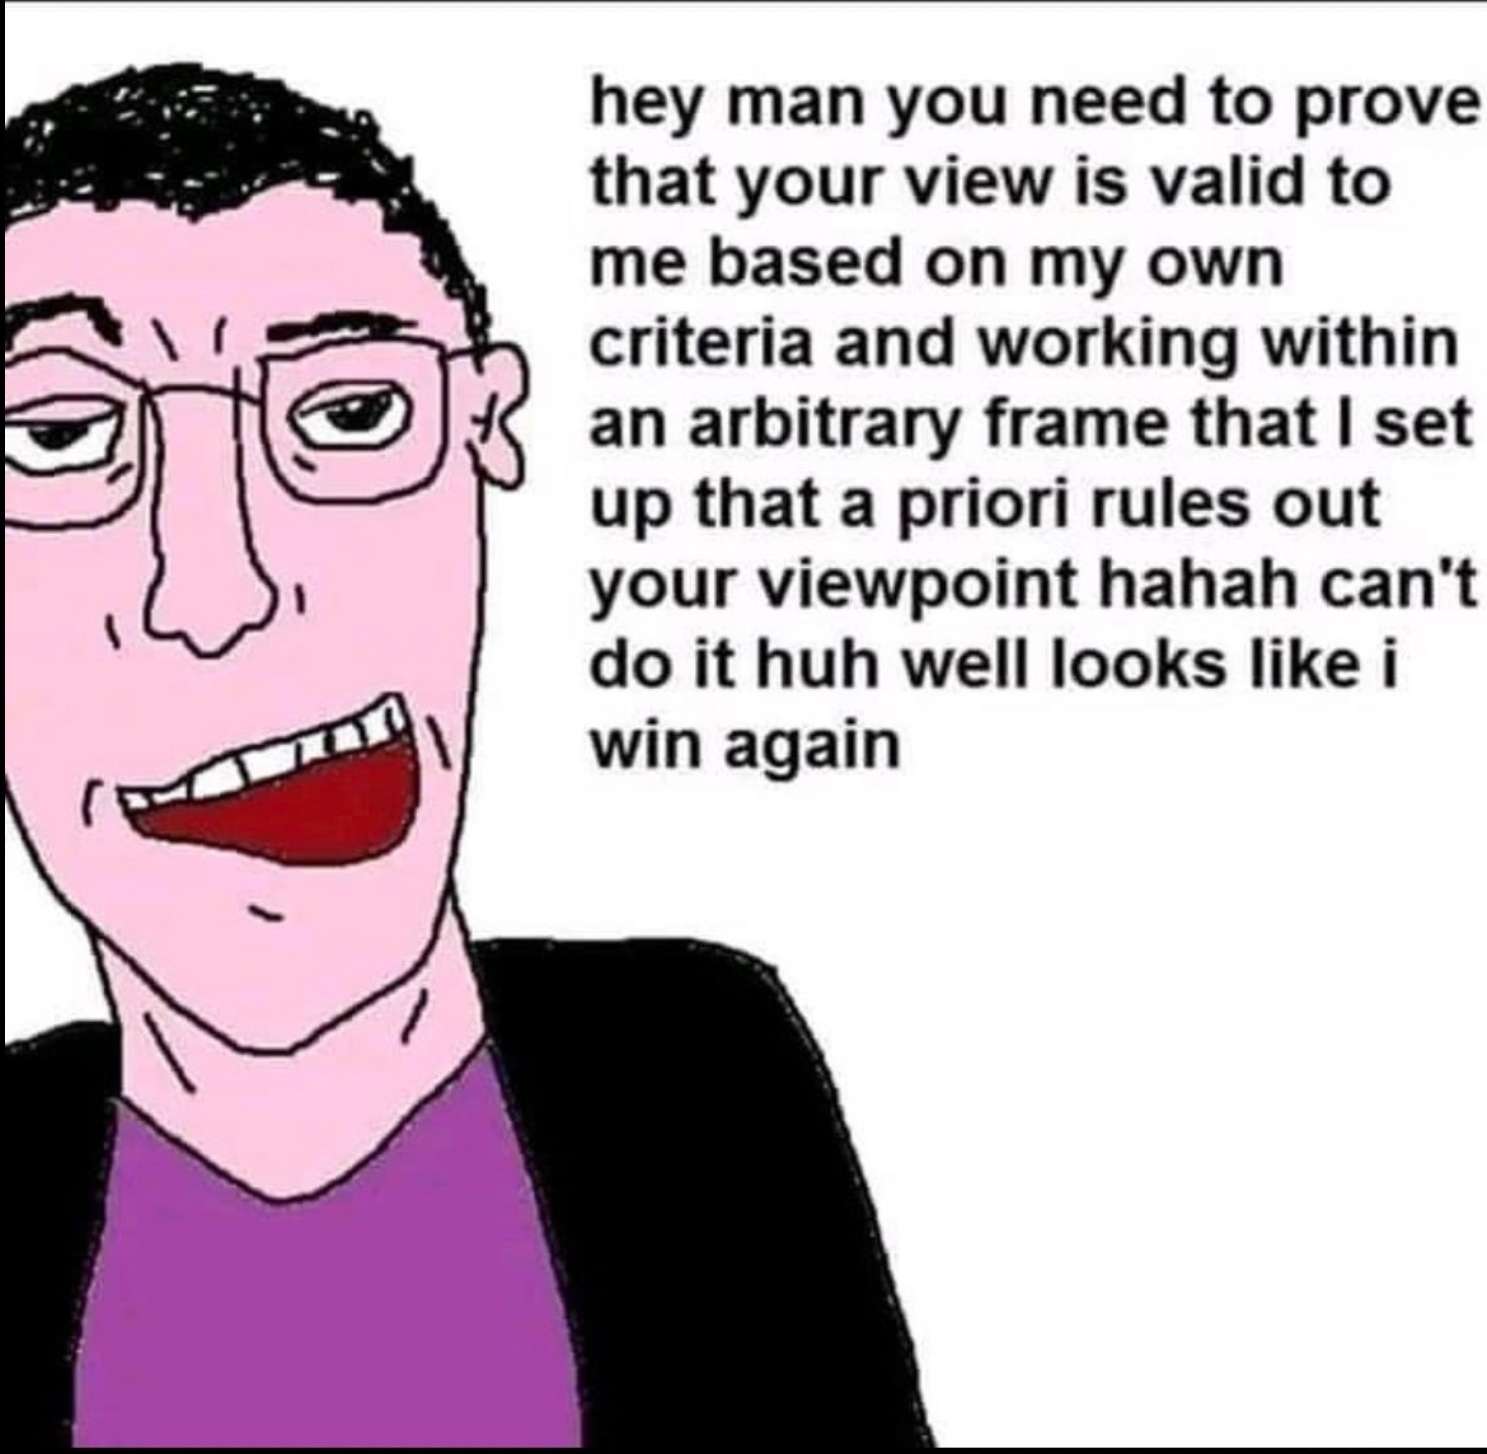 hey man you need to prove
that your view is valid to
me based on my own
criteria and working within
an arbitrary frame that I set
up that a priori rules out
your viewpoint hahah can't
do it huh well looks like i
win again